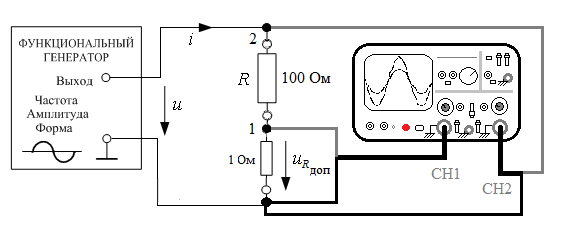 ФУНКЦИОНАЛЬНЫЙ
ГЕНЕРАТОР
Выход
Частота
Амплитуда
Форма
i
u
2
R
100 Ом
1
1 Ом
uRдоп
CH1
CH2